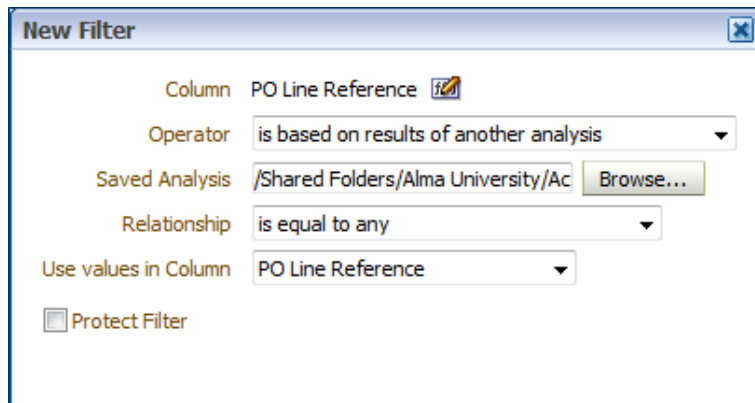 New Filter
Column PO Line Reference
Operator is based on results of another analysis
Saved Analysis /Shared Folders/Alma University/Ac Browse...
Relationship is equal to any
Use values in Column PO Line Reference
Protect Filter